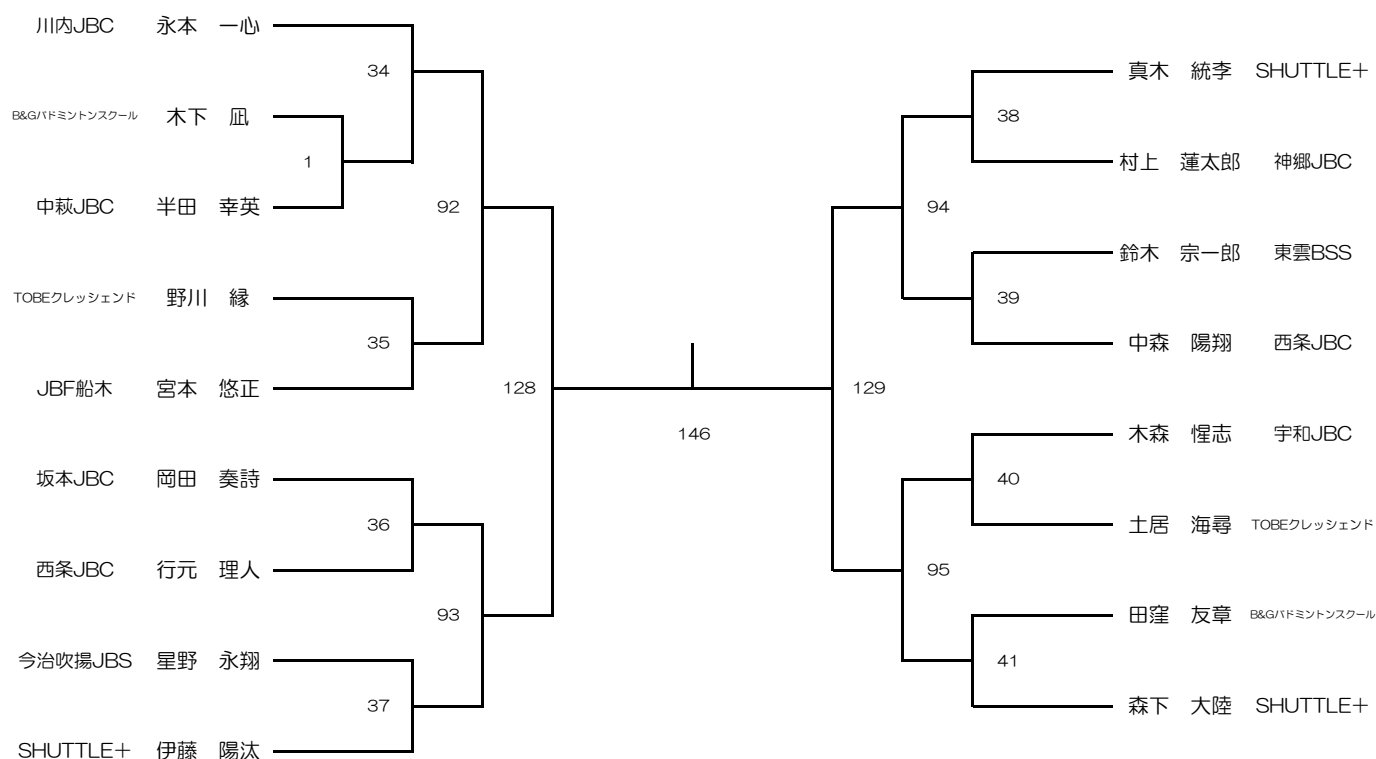 川内JBC 永本 一心
34
B&Gバドミントンスクール 木下 凪
1
中萩JBC 半田 幸英
92
TOBEクレッシェンド 野川 縁
35
JBF船木 宮本 悠正
128
坂本JBC 岡田 奏詩
36
西条JBC 行元 理人
93
今治吹揚JBS 星野 永翔
37
SHUTTLE+ 伊藤 陽汰
146
真木 統李 SHUTTLE+
38
村上 蓮太郎 神郷JBC
94
鈴木 宗一郎 東雲BSS
39
中森 陽翔 西条JBC
129
木森 惺志 宇和JBC
40
土居 海尋 TOBEクレッシェンド
95
田窪 友章 B&Gバドミントンスクール
41
森下 大陸 SHUTTLE+